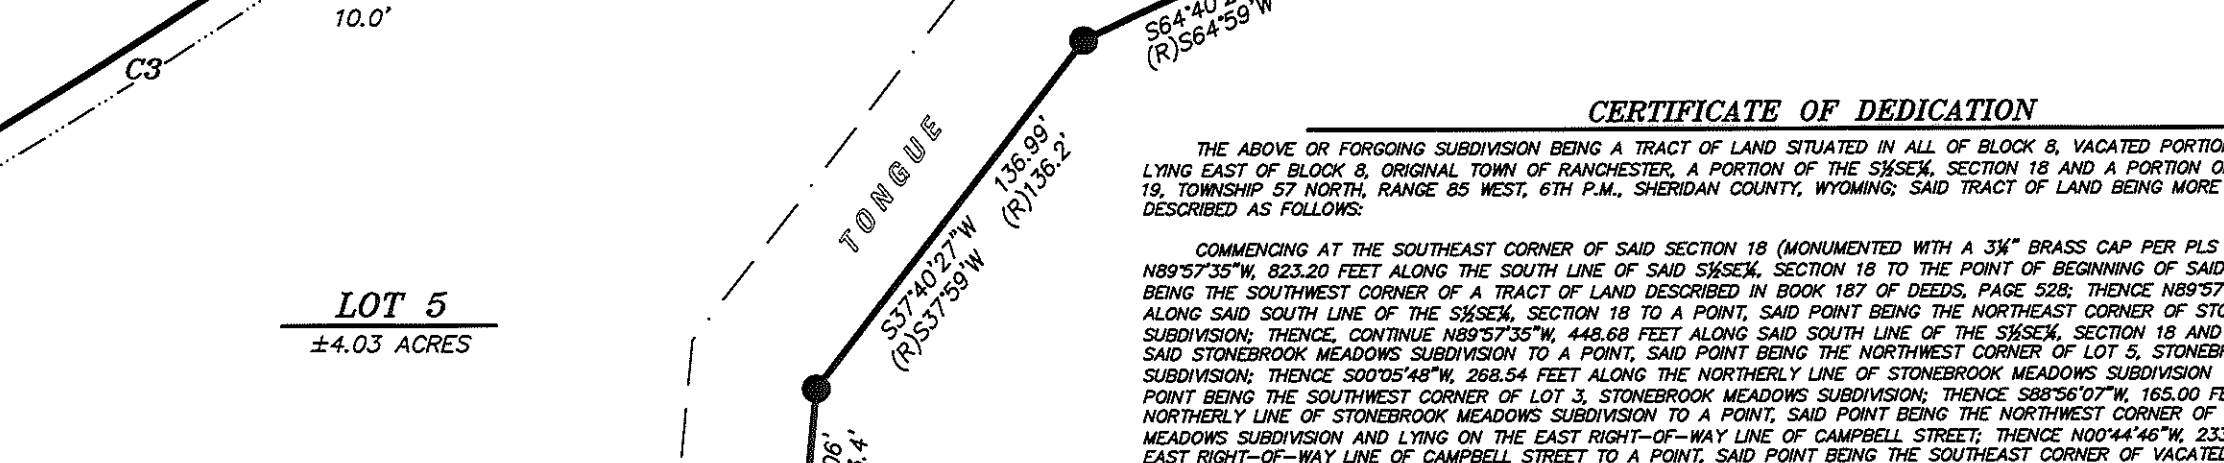 10.0'
C3
(R)S64°59'W
TONGUE
136.99'
(R)136.2'
S37°40'27"W
(R)S37°59'W
LOT 5
±4.03 ACRES
CERTIFICATE OF DEDICATION
THE ABOVE OR FORGOING SUBDIVISION BEING A TRACT OF LAND SITUATED IN ALL OF BLOCK 8, VACATED
LYING EAST OF BLOCK 8, ORIGINAL TOWN OF RANCHESTER, A PORTION OF THE S½SE¼, SECTION 18 AND A PORTION
19, TOWNSHIP 57 NORTH, RANGE 85 WEST, 6TH P.M., SHERIDAN COUNTY, WYOMING; SAID TRACT OF LAND BEING MORE
DESCRIBED AS FOLLOWS:
COMMENCING AT THE SOUTHEAST CORNER OF SAID SECTION 18 (MONUMENTED WITH A 3¼" BRASS CAP PER PLS
N89°57'35"W, 823.20 FEET ALONG THE SOUTH LINE OF SAID S½SE¼, SECTION 18 TO THE POINT OF BEGINNING OF SAID
BEING THE SOUTHWEST CORNER OF A TRACT OF LAND DESCRIBED IN BOOK 187 OF DEEDS, PAGE 528; THENCE N89°57
ALONG SAID SOUTH LINE OF THE S½SE¼, SECTION 18 TO A POINT, SAID POINT BEING THE NORTHEAST CORNER OF
SUBDIVISION; THENCE, CONTINUE N89°57'35"W, 448.68 FEET ALONG SAID SOUTH LINE OF THE S½SE¼, SECTION 18 AND
SAID STONEBROOK MEADOWS SUBDIVISION TO A POINT, SAID POINT BEING THE NORTHWEST CORNER OF LOT 5,
SUBDIVISION; THENCE S00°05'48"W, 268.54 FEET ALONG THE NORTHERLY LINE OF STONEBROOK MEADOWS SUBDIVISION
POINT BEING THE SOUTHWEST CORNER OF LOT 3, STONEBROOK MEADOWS SUBDIVISION; THENCE S88°56'07"W, 165.00
NORTHERLY LINE OF STONEBROOK MEADOWS SUBDIVISION TO A POINT, SAID POINT BEING THE NORTHWEST CORNER OF
MEADOWS SUBDIVISION AND LYING ON THE EAST RIGHT-OF-WAY LINE OF CAMPBELL STREET; THENCE N00°44'46"W,
EAST RIGHT-OF-WAY LINE OF CAMPBELL STREET TO A POINT, SAID POINT BEING THE SOUTHEAST CORNER OF VACATED